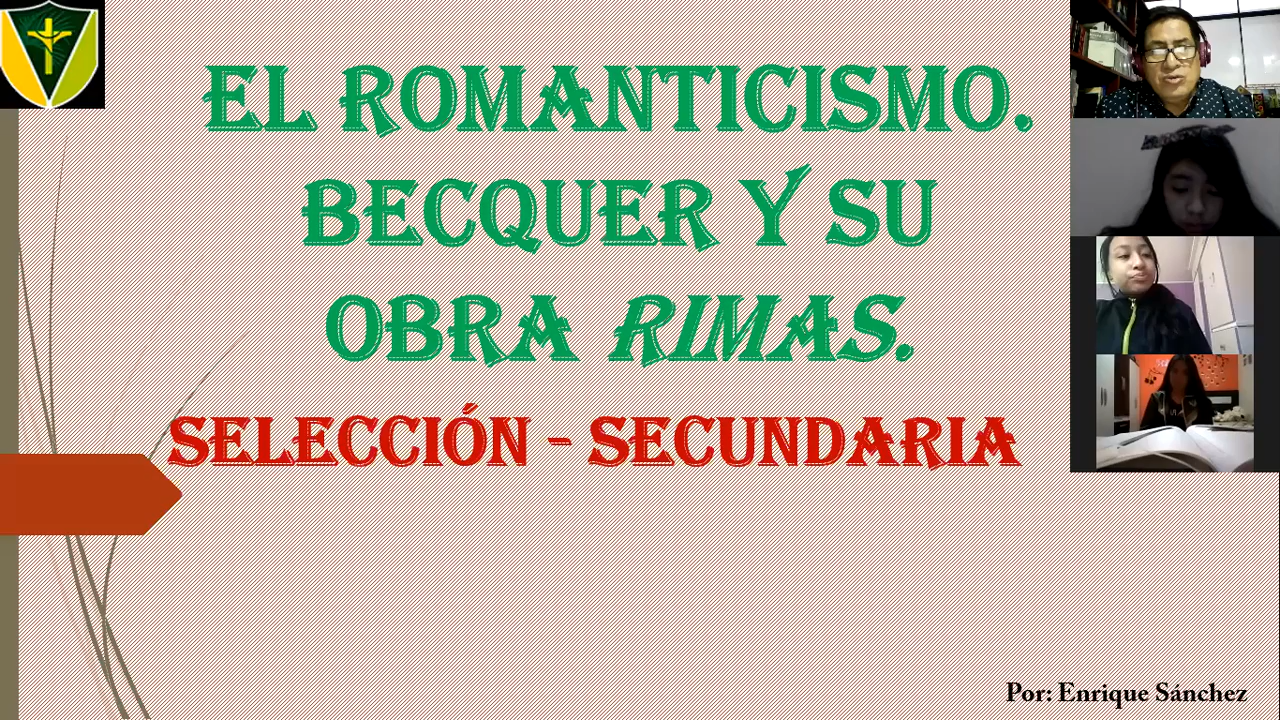 EL ROMANTICISMO.
BECQUER Y SU
OBRA RIMAS.
SELECCIÓN - SECUNDARIA
Por: Enrique Sánchez